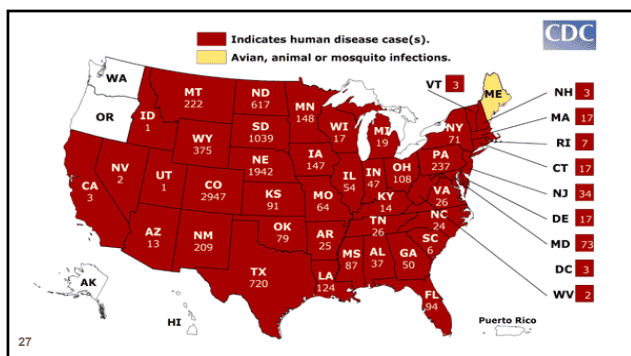 Indicates human disease case(s).
CDC
Avian, animal or mosquito infections.
WA
OR
ID
1
MT
222
ND
617
MN
148
WI
17
MI
19
VT 3
ME
NH 3
MA 17
RI 7
CT 17
NJ 34
DE 17
MD 73
DC 3
WV 2
WY
375
SD
1039
NE
1942
IA
147
IL
54
IN
47
OH
108
PA
237
NY
71
CA
3
NV
2
UT
1
CO
2947
KS
91
MO
64
KY
14
VA
26
NC
24
TN
26
SC
6
AZ
13
NM
209
OK
79
AR
25
MS
87
AL
37
GA
50
TX
720
LA
124
FL
94
AK
HI
Puerto Rico
27